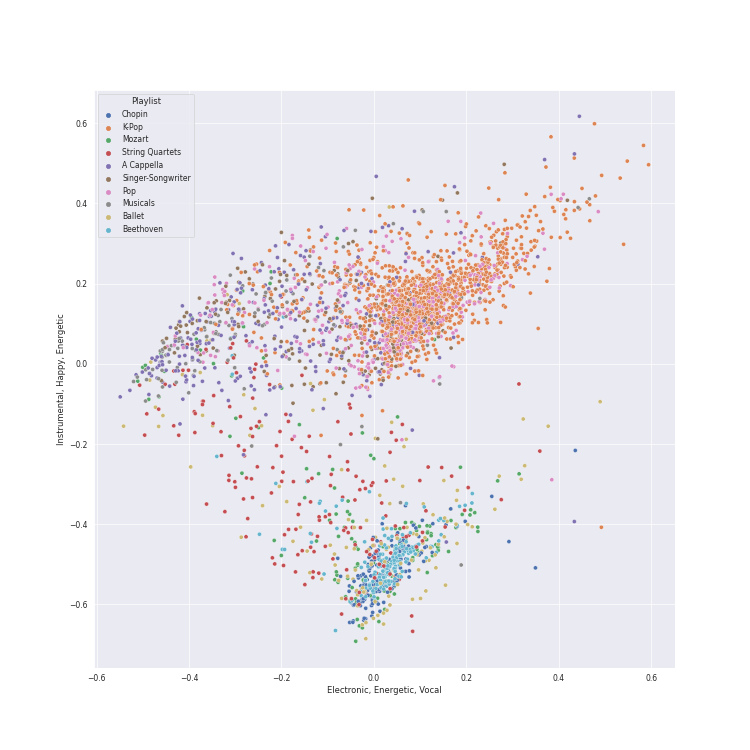 Playlist
Chopin
K-Pop
Mozart
String Quartets
A Cappella
Singer-Songwriter
Pop
Musicals
Ballet
Beethoven
0.6
0.4
0.2
0.0
−0.2
−0.4
−0.6
Instrumental, Happy, Energetic
−0.6
−0.4
−0.2
0.0
0.2
0.4
0.6
Electronic, Energetic, Vocal